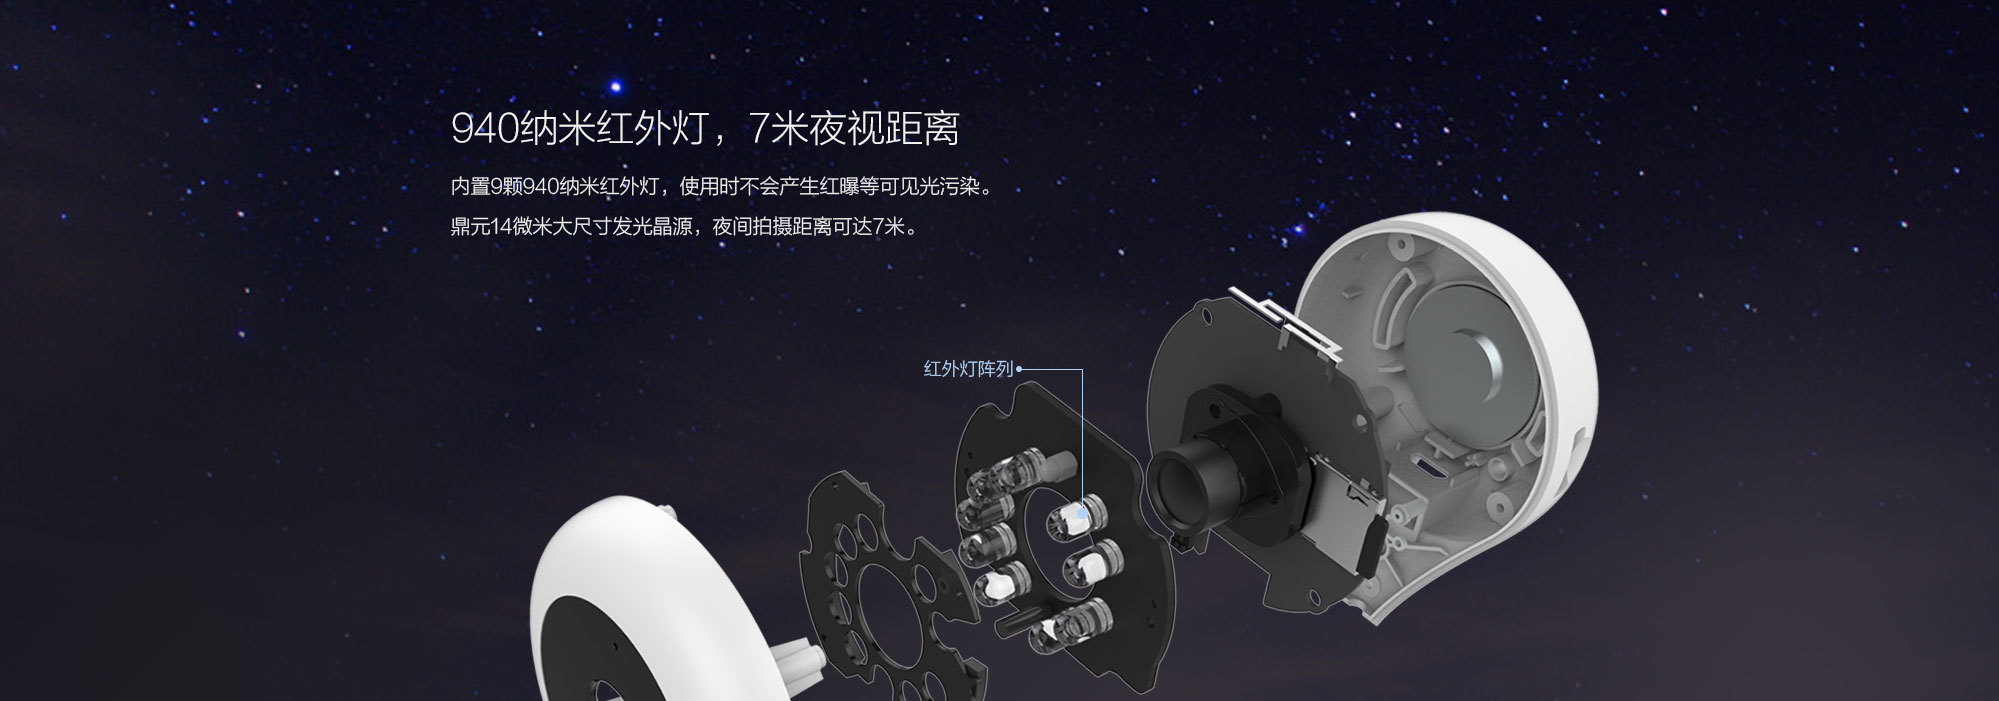 940纳米红外灯，7米夜视距离
内置9颗940纳米红外灯，使用时不会产生红曝等可见光污染。
鼎元14微米大尺寸发光晶源，夜间拍摄距离可达7米。
红外灯阵列